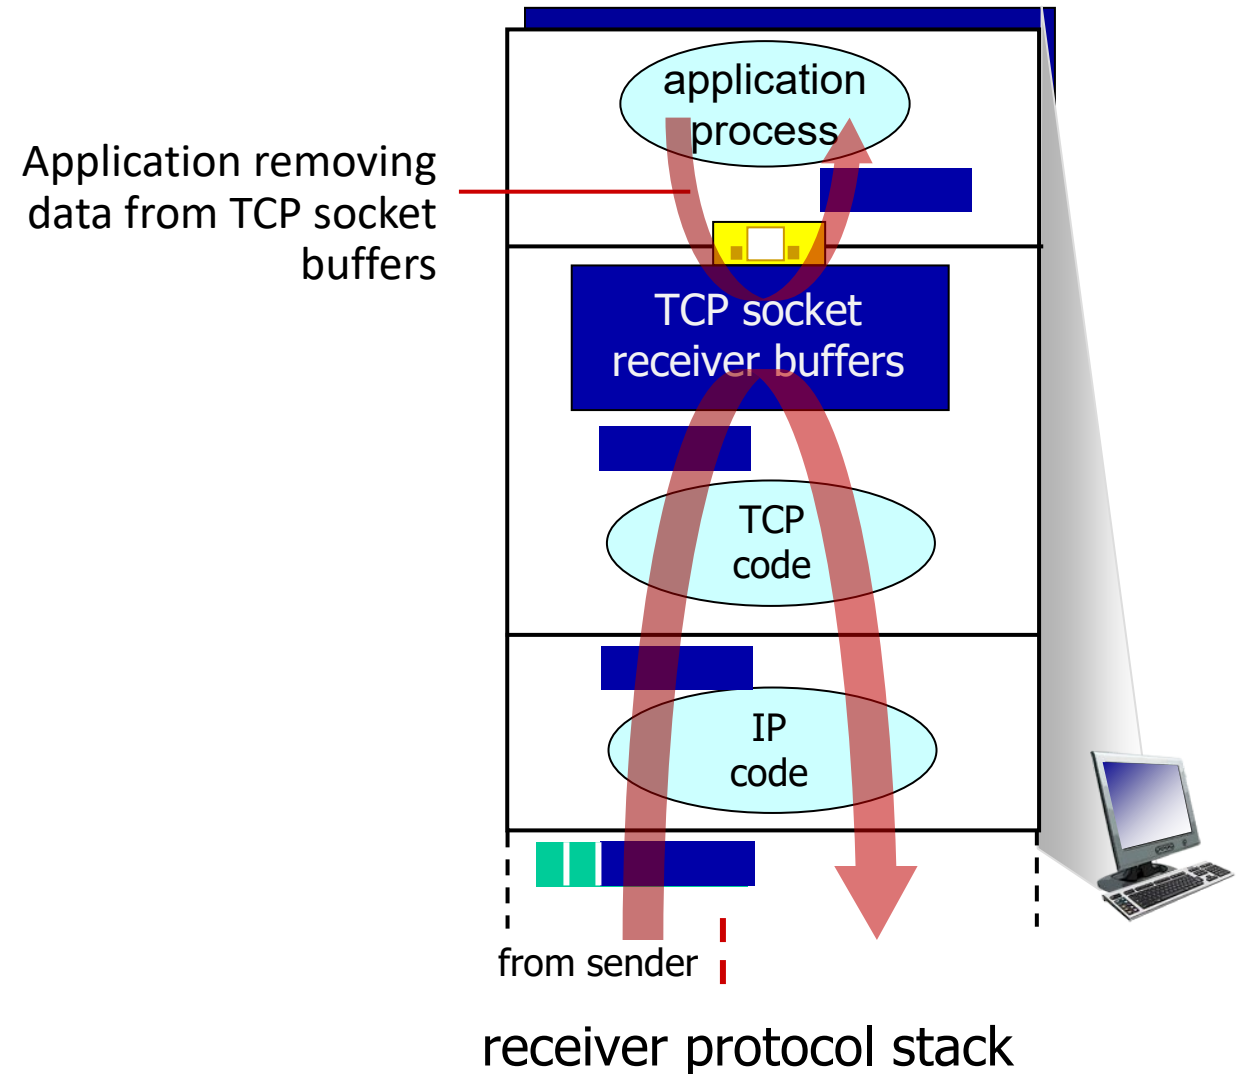 application
process
Application removing
data from TCP socket
buffers
TCP socket
receiver buffers
TCP
code
IP
code
from sender
receiver protocol stack